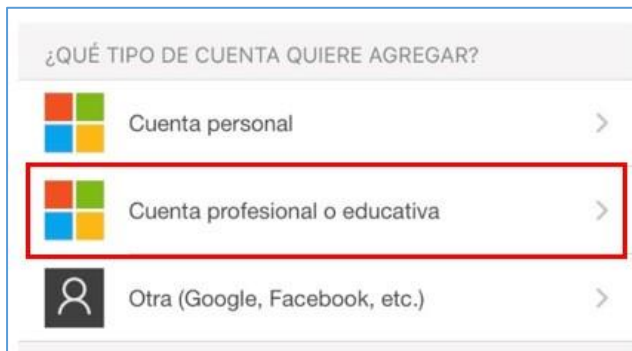 ¿QUÉ TIPO DE CUENTA QUIERE AGREGAR?
Cuenta personal
Cuenta profesional o educativa
Otra (Google, Facebook, etc.)